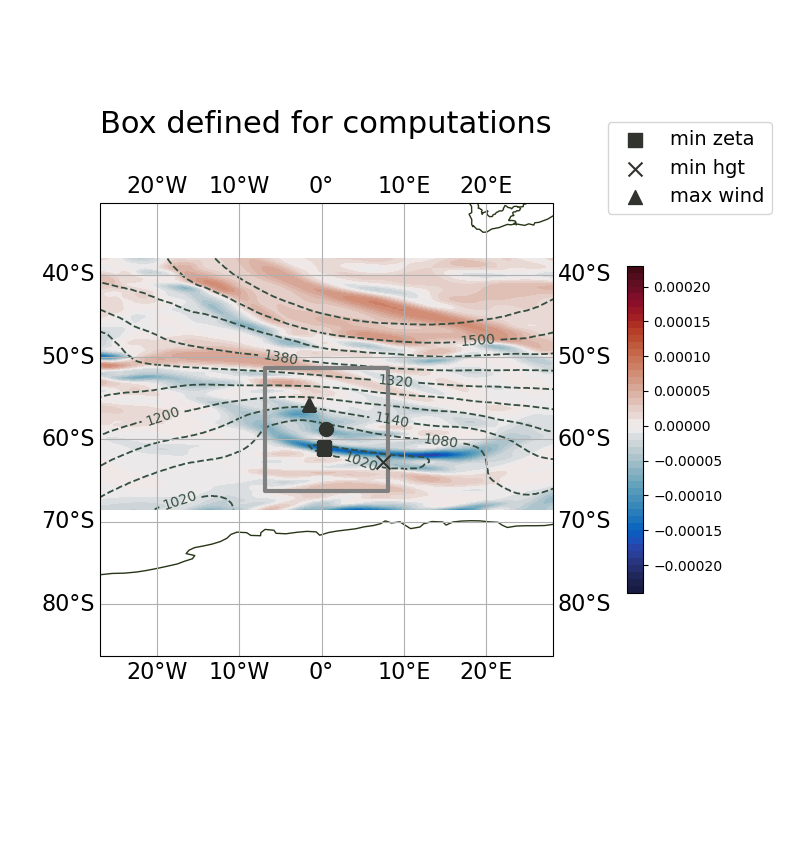 Box defined for computations
min zeta
min hgt
max wind
20°W 10°W 0° 10°E 20°E
40°S 40°S
50°S 50°S
60°S 60°S
70°S 70°S
80°S 80°S
20°W 10°W 0° 10°E 20°E
1500
1380
1320
1200
1140
1080
1020
1020
0.00020
0.00015
0.00010
0.00005
0.00000
−0.00005
−0.00010
−0.00015
−0.00020